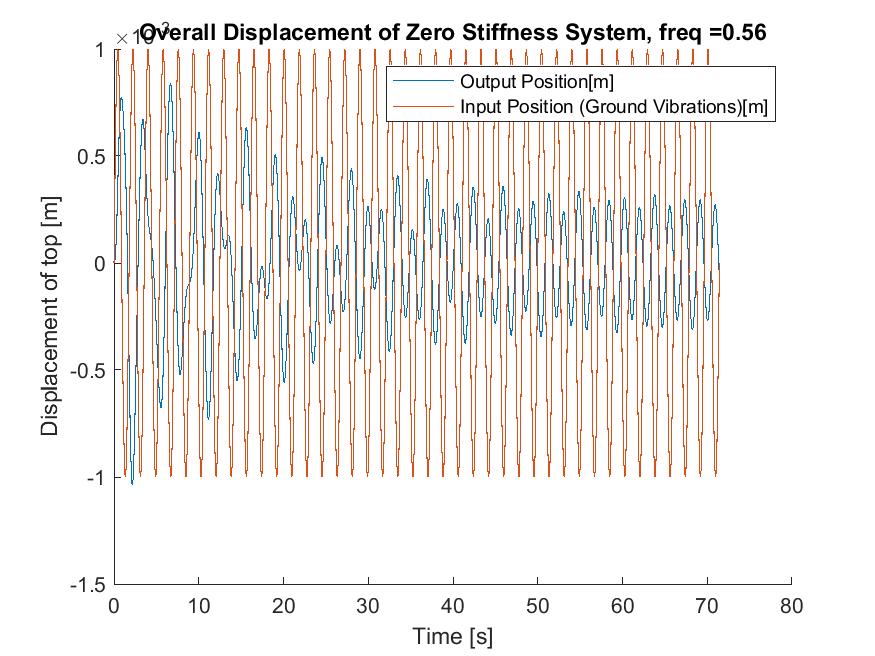 ×10-3
Overall Displacement of Zero Stiffness System, freq =0.56
Output Position[m]
Input Position (Ground Vibrations)[m]
Displacement of top [m]
1
0.5
0
-0.5
-1
-1.5
0 10 20 30 40 50 60 70 80
Time [s]